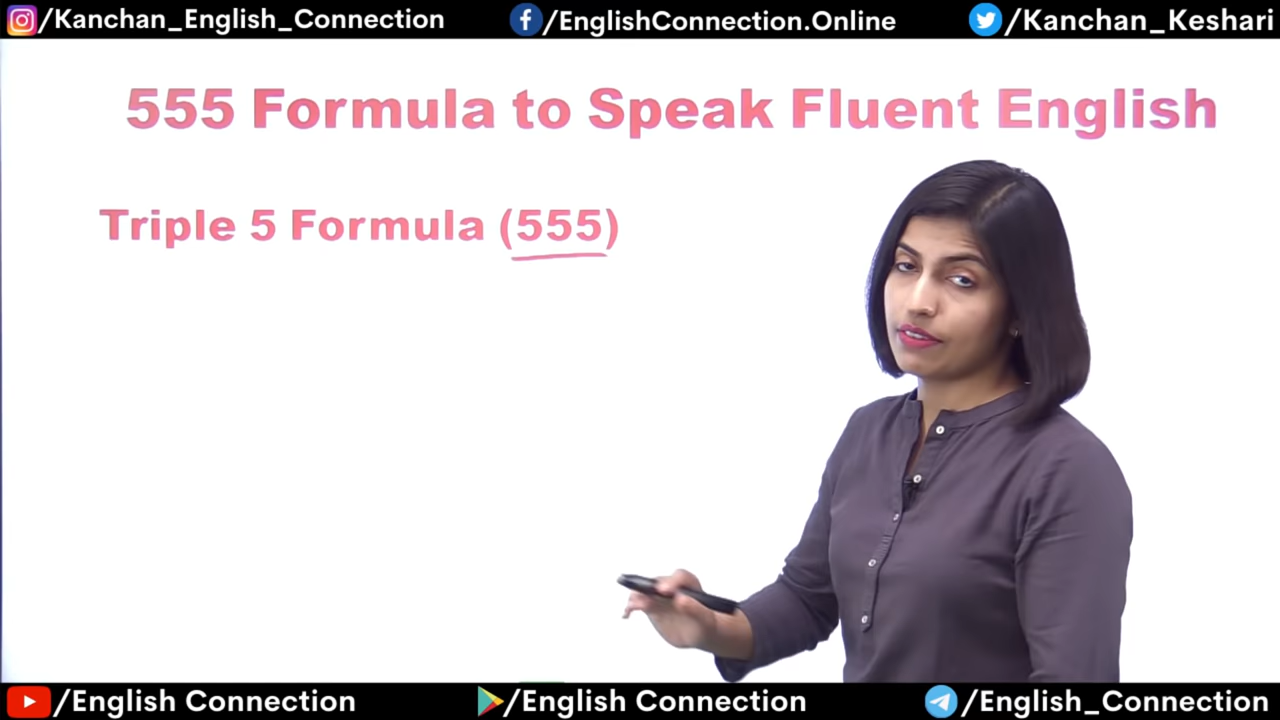 /Kanchan_English_Connection /EnglishConnection.Online /Kanchan_Keshari
555 Formula to Speak Fluent English
Triple 5 Formula (555)
/English Connection /English Connection /English_Connection